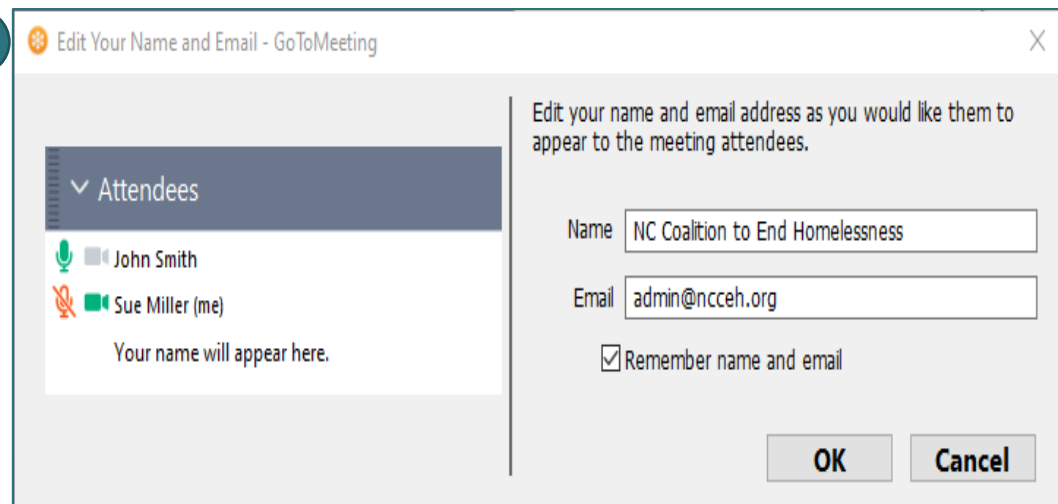 Edit Your Name and Email - GoToMeeting
Attendees
John Smith
Sue Miller (me)
Your name will appear here.
Edit your name and email address as you would like them to
appear to the meeting attendees.
Name NC Coalition to End Homelessness
Email admin@ncceh.org
Remember name and email
OK Cancel